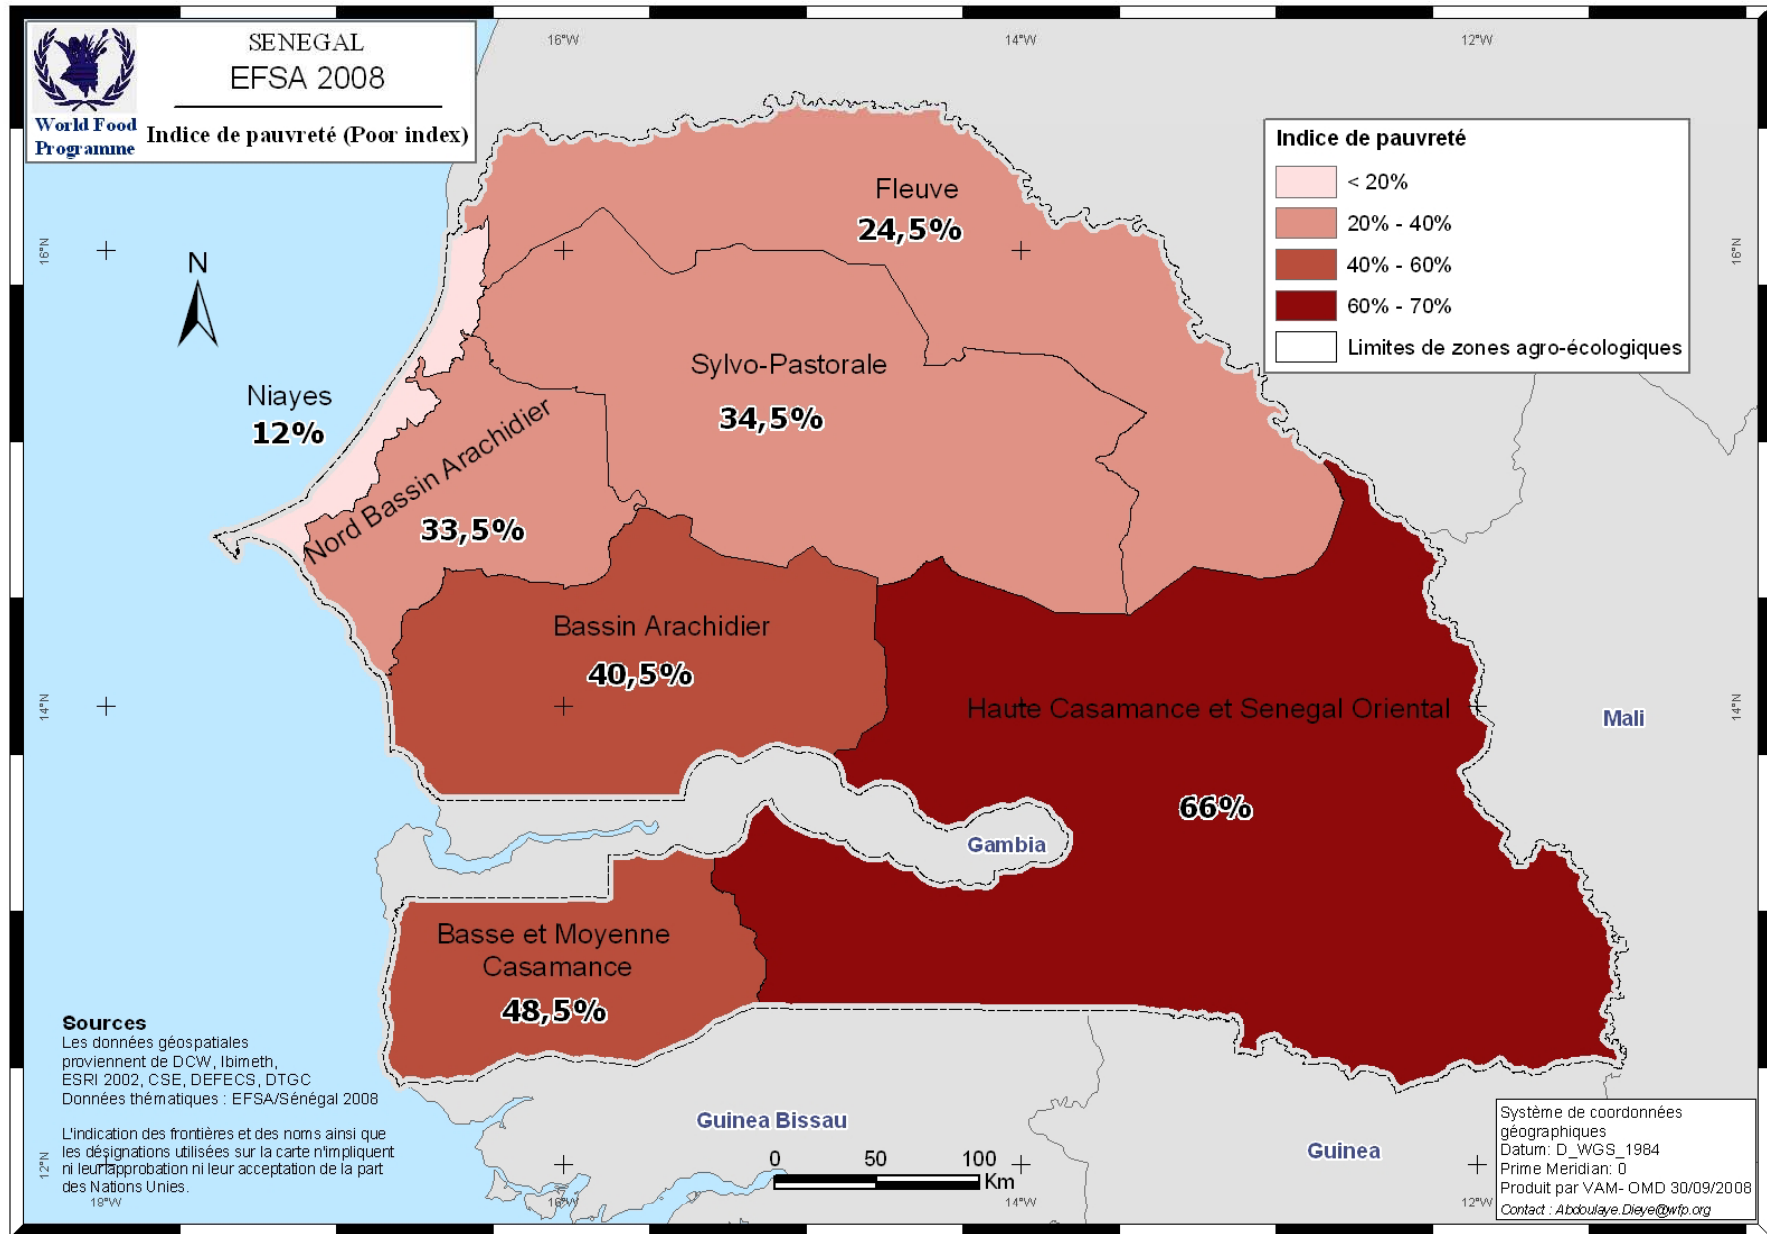 SENEGAL
EFSA 2008
World Food
Programme
Indice de pauvreté (Poor index)
16°W
14°W
12°W
Indice de pauvreté
< 20%
20% - 40%
40% - 60%
60% - 70%
Limites de zones agro-écologiques
Fleuve
24,5%
16°N
16°N
N
Sylvo-Pastorale
34,5%
Niayes
12%
Nord Bassin Arachidier
33,5%
Bassin Arachidier
40,5%
Haute Casamance et Senegal Oriental
66%
14°N
14°N
Mali
Gambia
Basse et Moyenne
Casamance
48,5%
Sources
Les données géospatiales
proviennent de DCW, Ibimeth,
ESRI 2002, CSE, DEFECS, DTGC
Données thématiques : EFSA/Sénégal 2008
L'indication des frontières et des noms ainsi que
les désignations utilisées sur la carte n'impliquent
ni leur approbation ni leur acceptation de la part
des Nations Unies.
Guinea Bissau
Guinea
0 50 100
Km
12°N
18°W
16°W
14°W
12°W
Système de coordonnées
géographiques
Datum: D_WGS_1984
Prime Meridian: 0
Produit par VAM- OMD 30/09/2008
Contact : Abdoulaye.Dieye@wfp.org